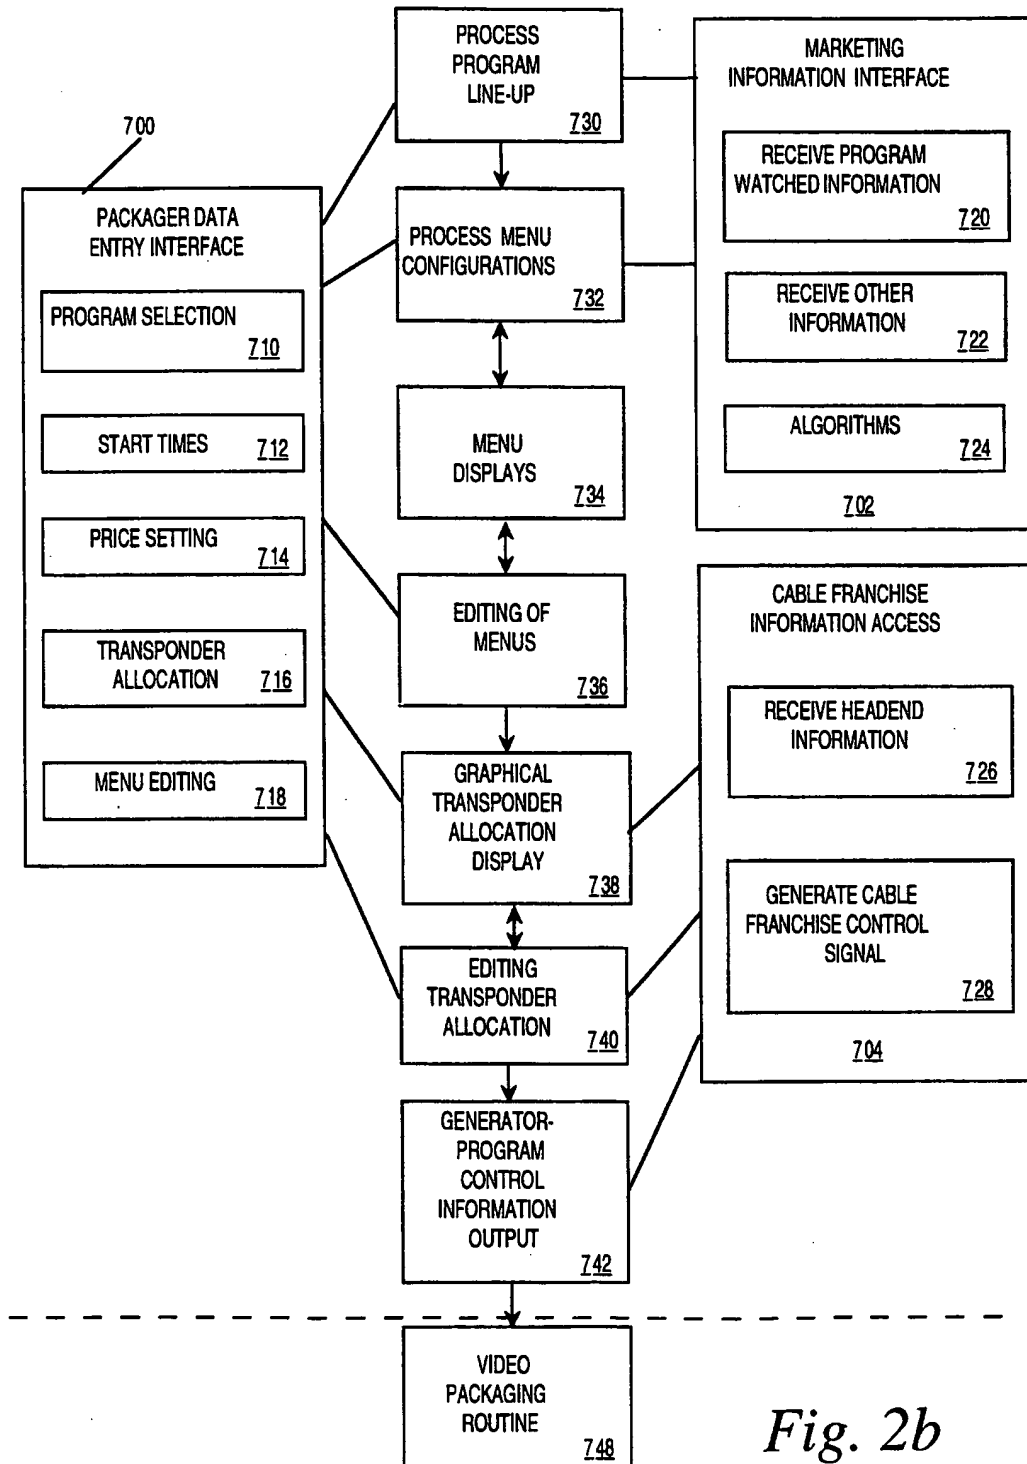 PROCESS
PROGRAM
LINE-UP
730
MARKETING
INFORMATION INTERFACE
RECEIVE PROGRAM
WATCHED INFORMATION
720
RECEIVE OTHER
INFORMATION
722
ALGORITHMS
724
702
700
PACKAGER DATA
ENTRY INTERFACE
PROGRAM SELECTION
710
START TIMES
712
PRICE SETTING
714
TRANSPONDER
ALLOCATION
716
MENU EDITING
718
PROCESS MENU
CONFIGURATIONS
732
MENU
DISPLAYS
734
EDITING OF
MENUS
736
GRAPHICAL
TRANSPONDER
ALLOCATION
DISPLAY
738
EDITING
TRANSPONDER
ALLOCATION
740
GENERATOR-
PROGRAM
CONTROL
INFORMATION
OUTPUT
742
CABLE FRANCHISE
INFORMATION ACCESS
RECEIVE HEADEND
INFORMATION
726
GENERATE CABLE
FRANCHISE CONTROL
SIGNAL
728
704
VIDEO
PACKAGING
ROUTINE
748
Fig. 2b